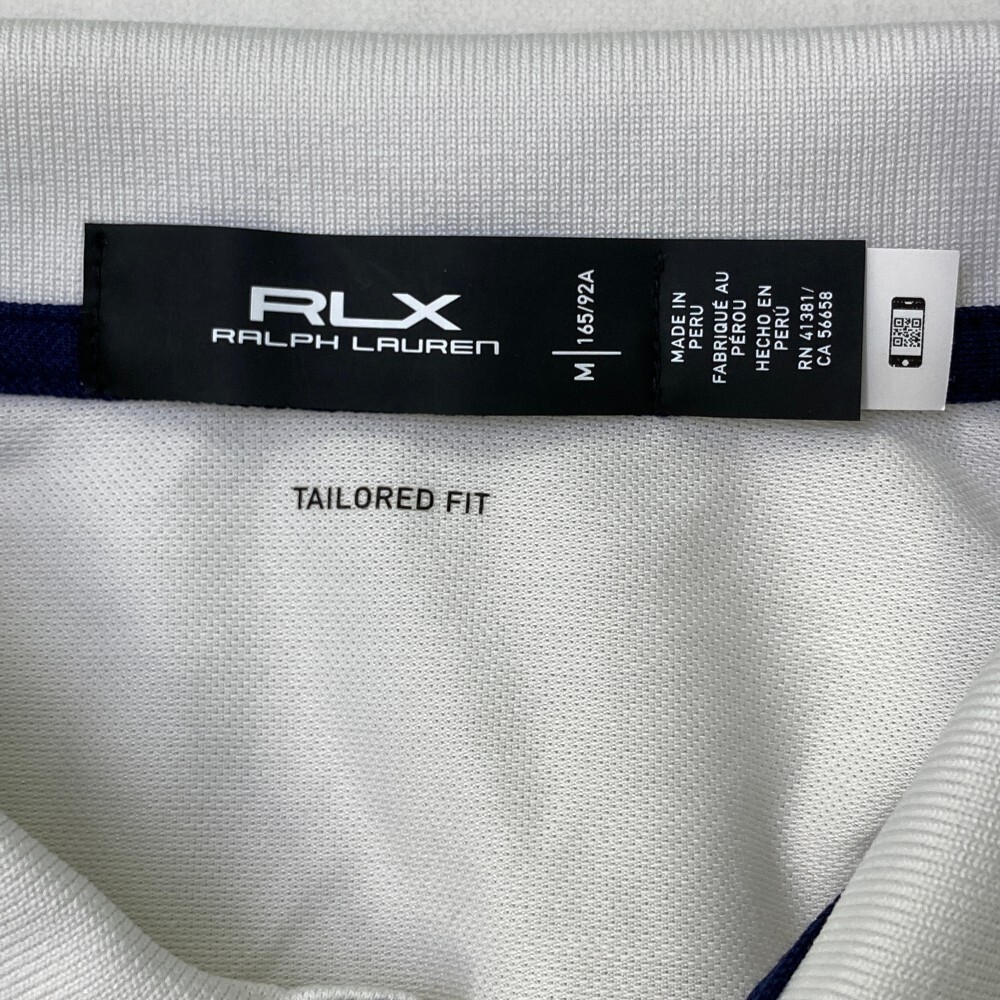 RLX
RALPH LAUREN
M | 165/92A
MADE IN
PERU
FABRIQUÉ AU
PÉROU
HECHO EN
PERÚ
RN 41381/
CA 56658
TAILORED FIT